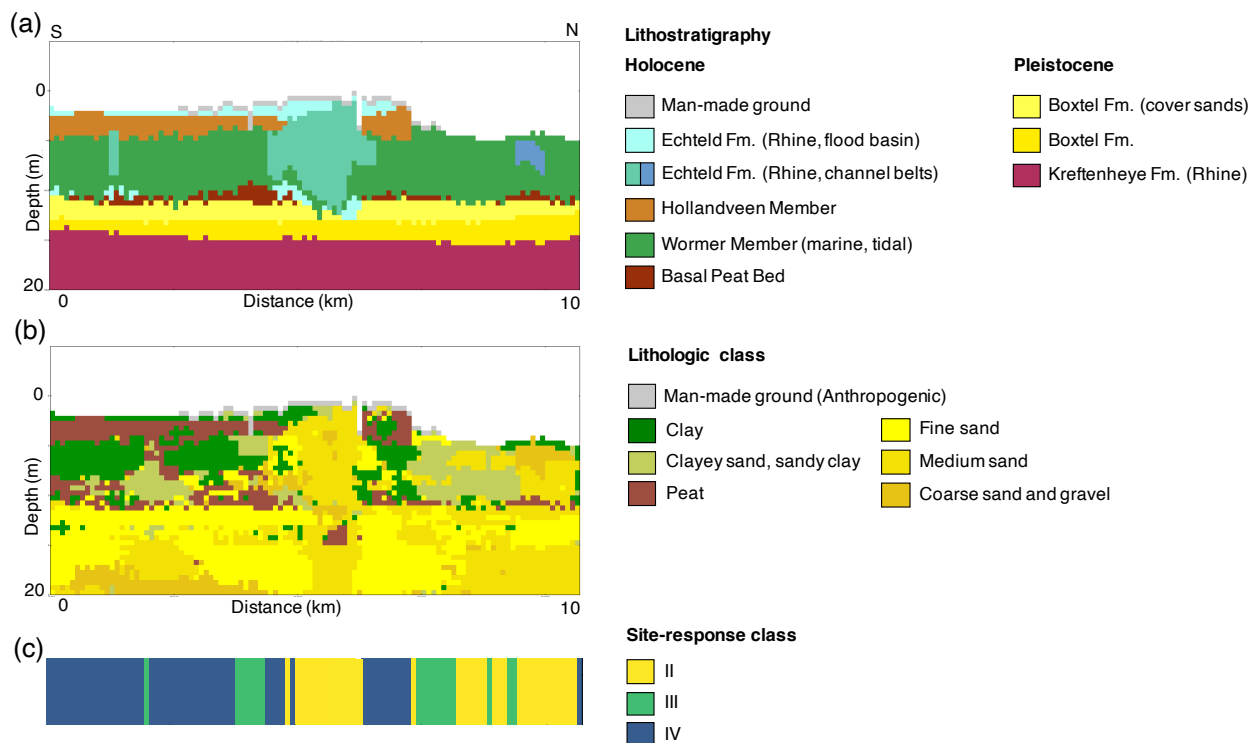 (a)
S
N
0
Depth (m)
20
0
Distance (km)
10
Lithostratigraphy
Holocene
Pleistocene
Man-made ground
Echteld Fm. (Rhine, flood basin)
Echteld Fm. (Rhine, channel belts)
Hollandveen Member
Wormer Member (marine, tidal)
Basal Peat Bed
Boxtel Fm. (cover sands)
Boxtel Fm.
Kreftenheye Fm. (Rhine)
(b)
0
Depth (m)
20
0
Distance (km)
10
Lithologic class
Man-made ground (Anthropogenic)
Clay
Clayey sand, sandy clay
Peat
Fine sand
Medium sand
Coarse sand and gravel
(c)
Site-response class
II
III
IV